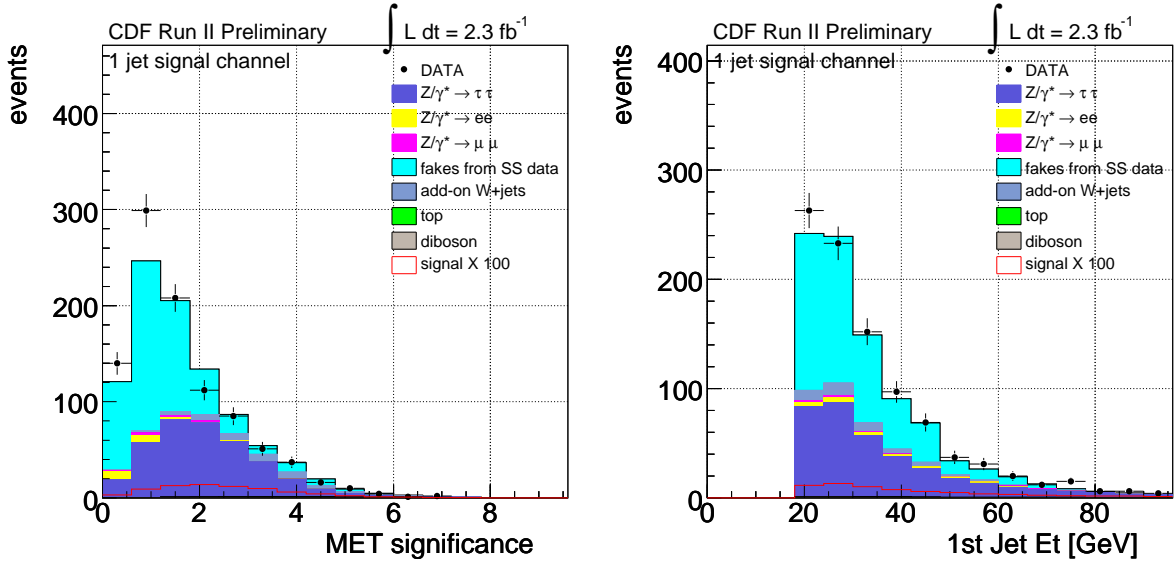 CDF Run II Preliminary
∫ L dt = 2.3 fb⁻¹
1 jet signal channel
events
DATA
Z/γ* → τ τ
Z/γ* → ee
Z/γ* → μ μ
fakes from SS data
add-on W+jets
top
diboson
signal X 100
400
300
200
100
0
0 2 4 6 8
MET significance
CDF Run II Preliminary
∫ L dt = 2.3 fb⁻¹
1 jet signal channel
events
DATA
Z/γ* → τ τ
Z/γ* → ee
Z/γ* → μ μ
fakes from SS data
add-on W+jets
top
diboson
signal X 100
400
300
200
100
0
0 20 40 60 80
1st Jet Et [GeV]